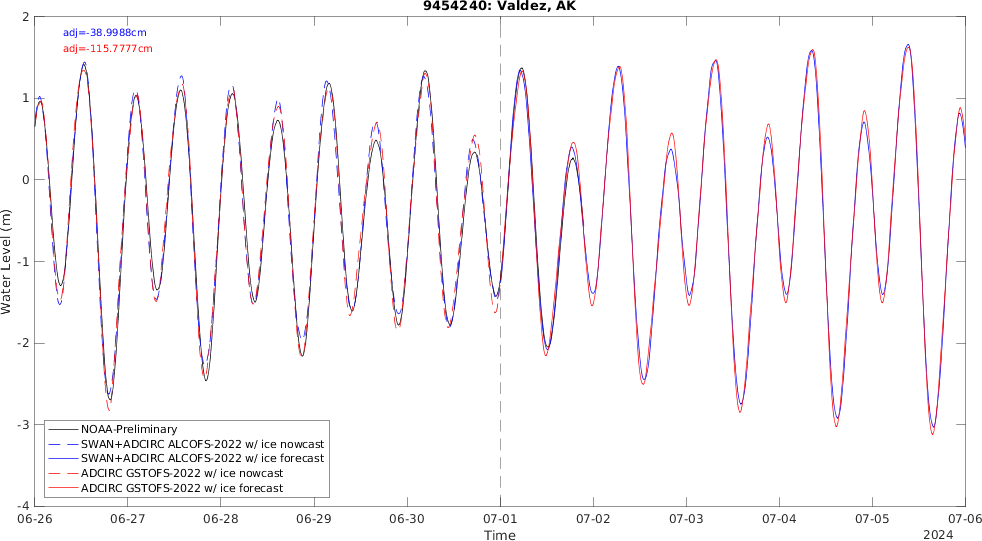 9454240: Valdez, AK
adj=-38.9988cm
adj=-115.7777cm
2
1
0
-1
-2
-3
-4
Water Level (m)
NOAA-Preliminary
SWAN+ADCIRC ALCOFS-2022 w/ ice nowcast
SWAN+ADCIRC ALCOFS-2022 w/ ice forecast
ADCIRC GSTOFS-2022 w/ ice nowcast
ADCIRC GSTOFS-2022 w/ ice forecast
06-26 06-27 06-28 06-29 06-30 07-01 07-02 07-03 07-04 07-05 07-06
Time
2024